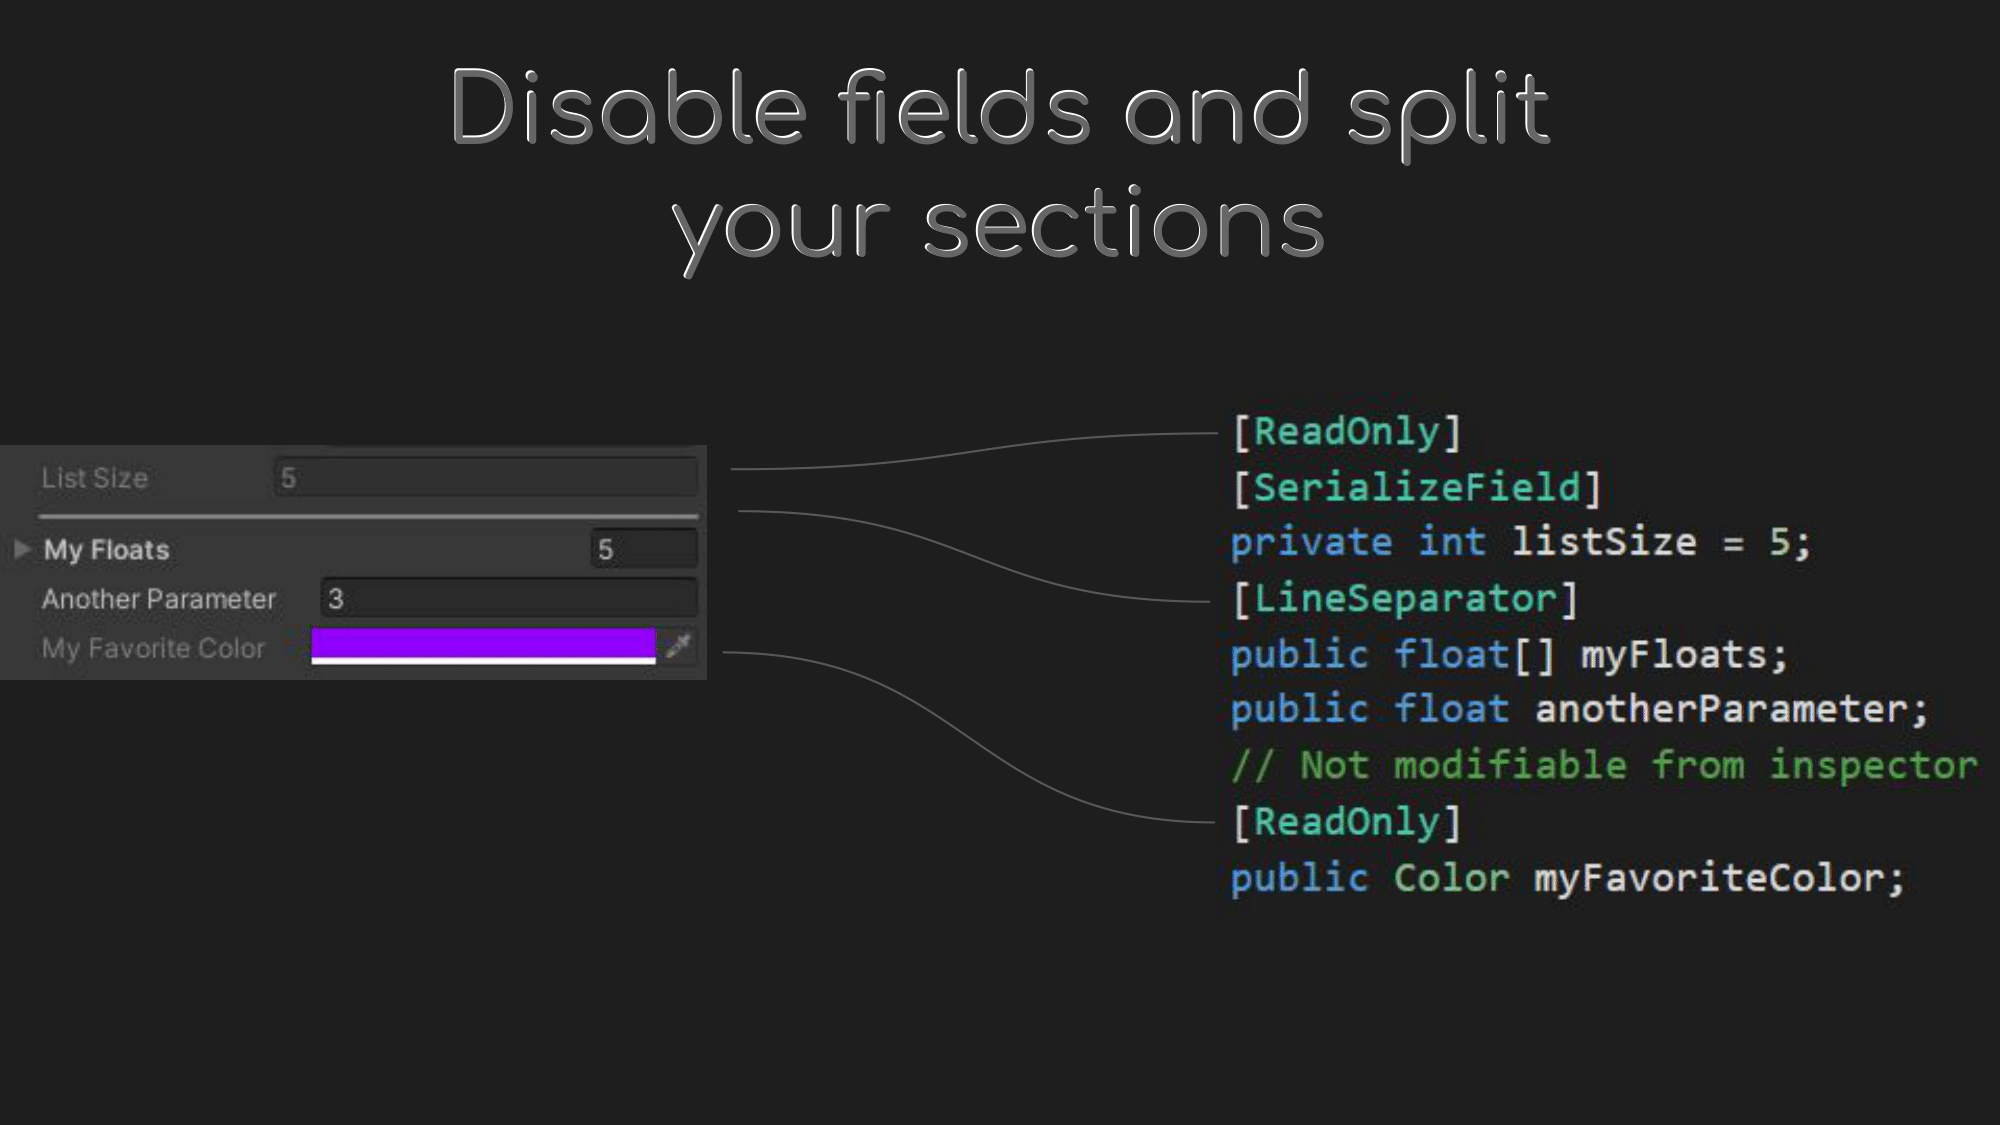 Disable fields and split
your sections
List Size 5
My Floats 5
Another Parameter 3
My Favorite Color
[ReadOnly]
[SerializeField]
private int listSize = 5;
[LineSeparator]
public float[] myFloats;
public float anotherParameter;
// Not modifiable from inspector
[ReadOnly]
public Color myFavoriteColor;